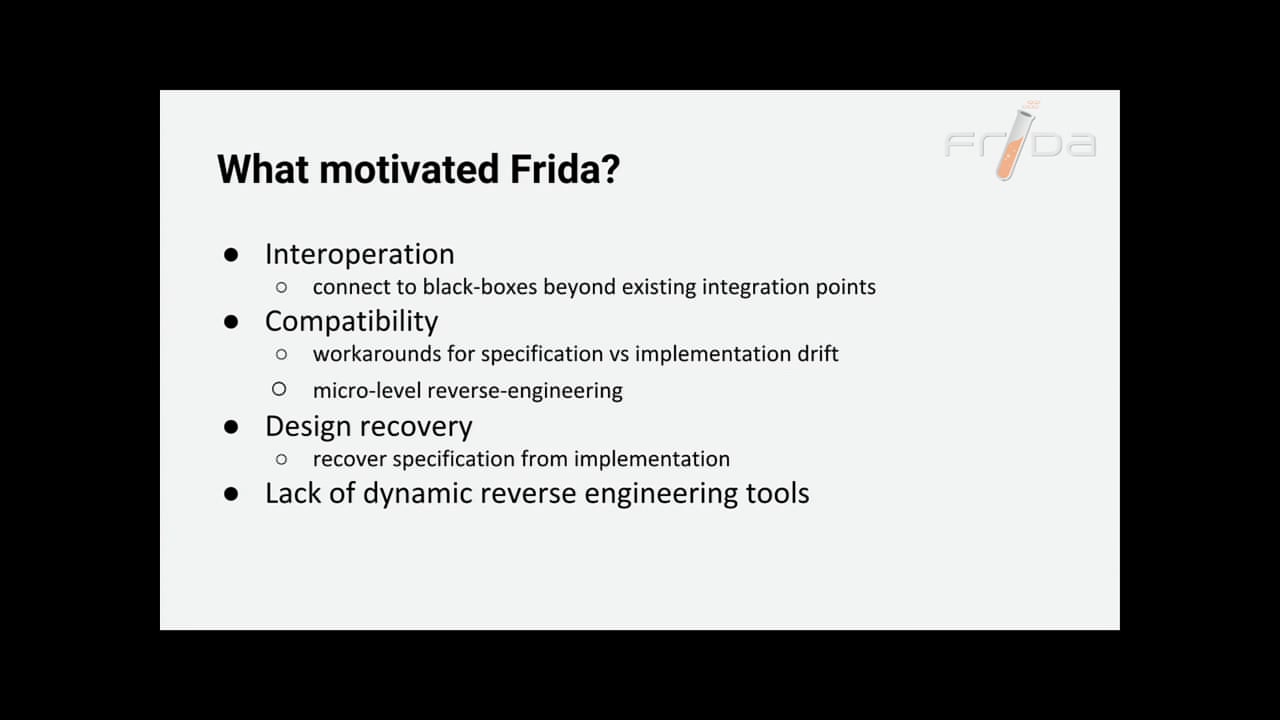 FRIDA
What motivated Frida?
● Interoperation
○ connect to black-boxes beyond existing integration points
● Compatibility
○ workarounds for specification vs implementation drift
○ micro-level reverse-engineering
● Design recovery
○ recover specification from implementation
● Lack of dynamic reverse engineering tools